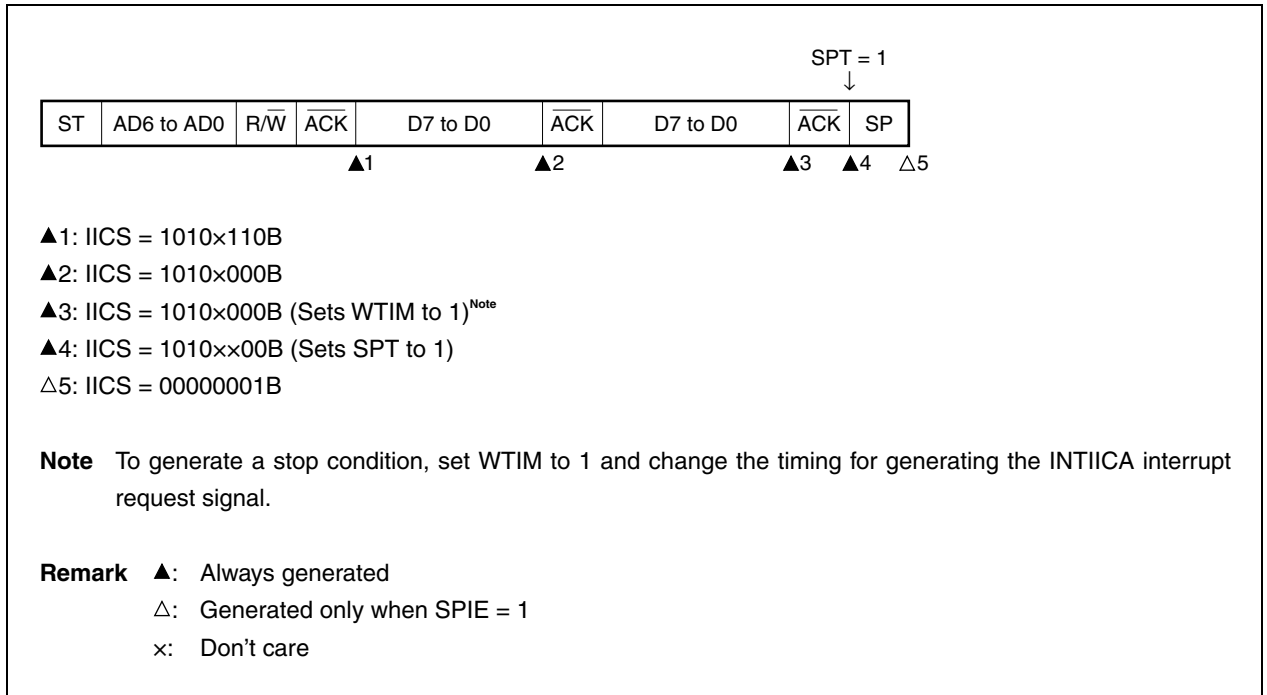 SPT = 1
↓
ST AD6 to AD0 R/W̅ A̅C̅K̅ D7 to D0 A̅C̅K̅ D7 to D0 A̅C̅K̅ SP
▲1 ▲2 ▲3 ▲4 △5
▲1: IICS = 1010×110B
▲2: IICS = 1010×000B
▲3: IICS = 1010×000B (Sets WTIM to 1)Note
▲4: IICS = 1010××00B (Sets SPT to 1)
△5: IICS = 00000001B
Note To generate a stop condition, set WTIM to 1 and change the timing for generating the INTIICA interrupt
request signal.
Remark ▲: Always generated
△: Generated only when SPIE = 1
×: Don't care